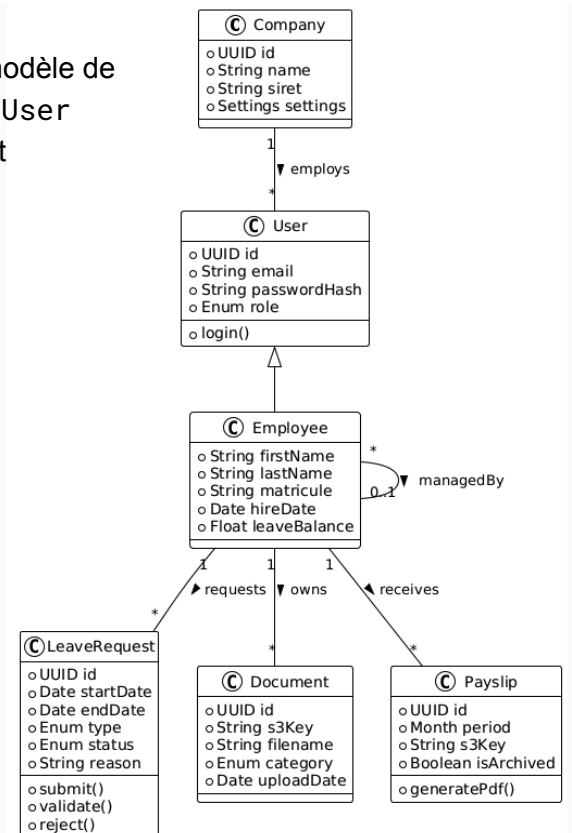 Company
UUID id
String name
String siret
Settings settings
modèle de
User
1
employs
*
User
UUID id
String email
String passwordHash
Enum role
login()
Employee
String firstName
String lastName
String matricule
Date hireDate
Float leaveBalance
*
managedBy
0..1
1
requests
*
1
owns
*
1
receives
*
LeaveRequest
UUID id
Date startDate
Date endDate
Enum type
Enum status
String reason
submit()
validate()
reject()
Document
UUID id
String s3Key
String filename
Enum category
Date uploadDate
Payslip
UUID id
Month period
String s3Key
Boolean isArchived
generatePdf()